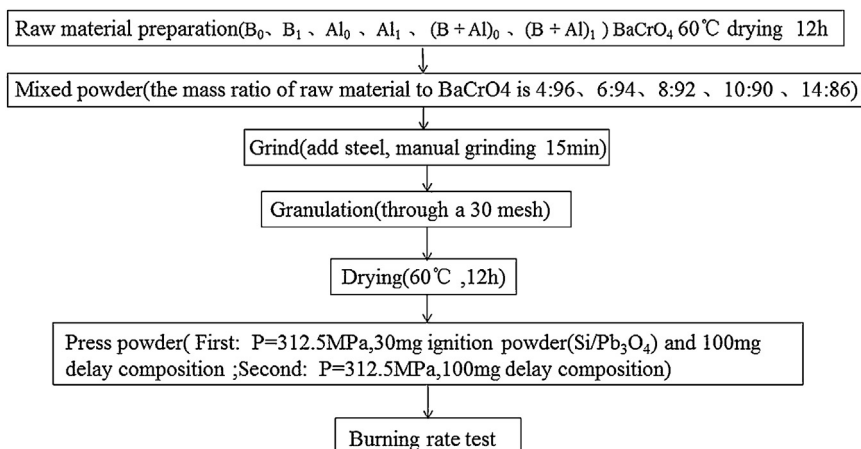 Raw material preparation(B₀、B₁、Al₀、Al₁、(B+Al)₀、(B+Al)₁)BaCrO₄ 60℃ drying 12h
Mixed powder(the mass ratio of raw material to BaCrO4 is 4:96、6:94、8:92、10:90、14:86)
Grind(add steel, manual grinding 15min)
Granulation(through a 30 mesh)
Drying(60℃,12h)
Press powder( First: P=312.5MPa,30mg ignition powder(Si/Pb₃O₄) and 100mg
delay composition ;Second: P=312.5MPa,100mg delay composition)
Burning rate test